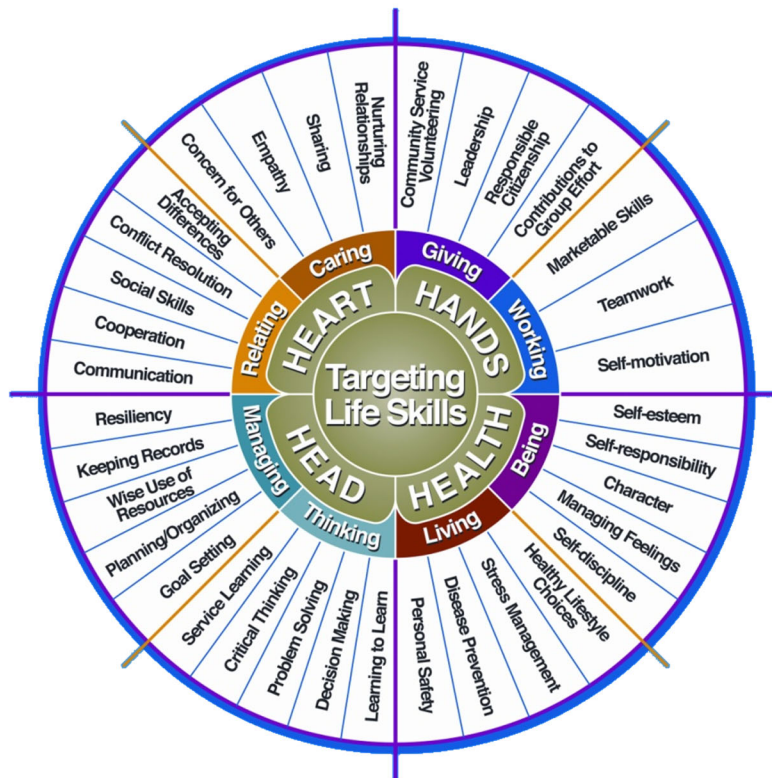 Targeting
Life Skills
HEART
HANDS
HEALTH
HEAD
Caring
Giving
Working
Being
Living
Thinking
Managing
Relating
Community Service
Volunteering
Leadership
Responsible
Citizenship
Contributions to
Group Effort
Marketable Skills
Teamwork
Self-motivation
Self-esteem
Self-responsibility
Character
Managing Feelings
Self-discipline
Healthy Lifestyle
Choices
Stress Management
Disease Prevention
Personal Safety
Learning to Learn
Decision Making
Problem Solving
Critical Thinking
Service Learning
Goal Setting
Planning/Organizing
Wise Use of
Resources
Keeping Records
Resiliency
Communication
Cooperation
Social Skills
Conflict Resolution
Accepting
Differences
Concern for Others
Empathy
Sharing
Nurturing
Relationships